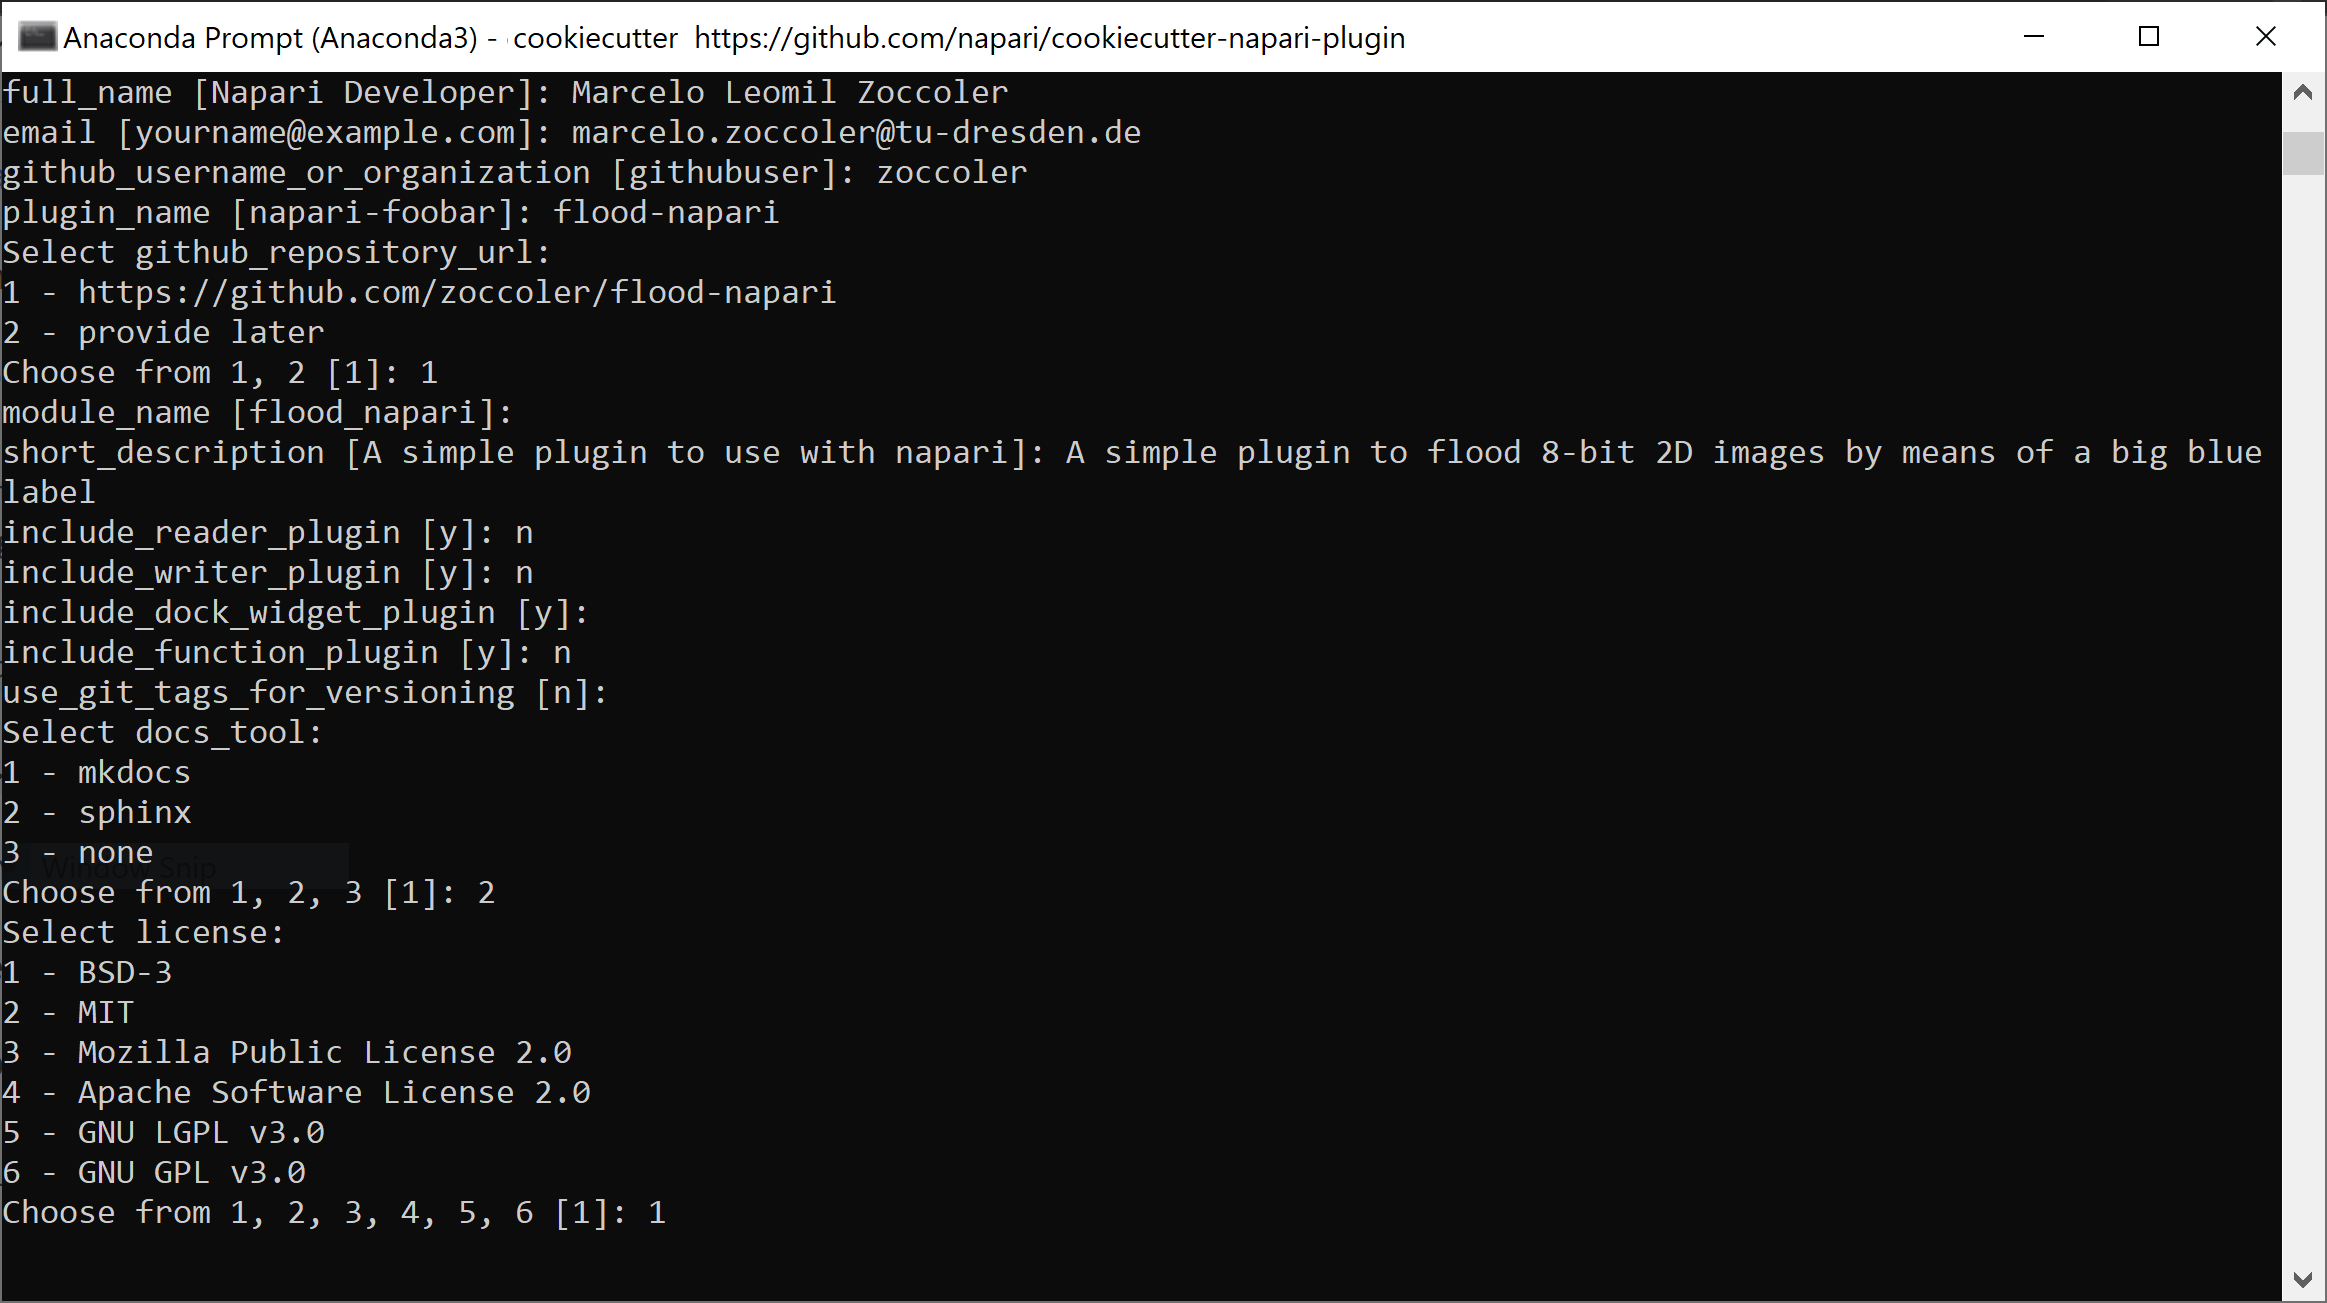 Anaconda Prompt (Anaconda3) - cookiecutter https://github.com/napari/cookiecutter-napari-plugin
full_name [Napari Developer]: Marcelo Leomil Zoccoler
email [yourname@example.com]: marcelo.zoccoler@tu-dresden.de
github_username_or_organization [githubuser]: zoccoler
plugin_name [napari-foobar]: flood-napari
Select github_repository_url:
1 - https://github.com/zoccoler/flood-napari
2 - provide later
Choose from 1, 2 [1]: 1
module_name [flood_napari]:
short_description [A simple plugin to use with napari]: A simple plugin to flood 8-bit 2D images by means of a big blue
label
include_reader_plugin [y]: n
include_writer_plugin [y]: n
include_dock_widget_plugin [y]:
include_function_plugin [y]: n
use_git_tags_for_versioning [n]:
Select docs_tool:
1 - mkdocs
2 - sphinx
3 - none
Window Snip
Choose from 1, 2, 3 [1]: 2
Select license:
1 - BSD-3
2 - MIT
3 - Mozilla Public License 2.0
4 - Apache Software License 2.0
5 - GNU LGPL v3.0
6 - GNU GPL v3.0
Choose from 1, 2, 3, 4, 5, 6 [1]: 1